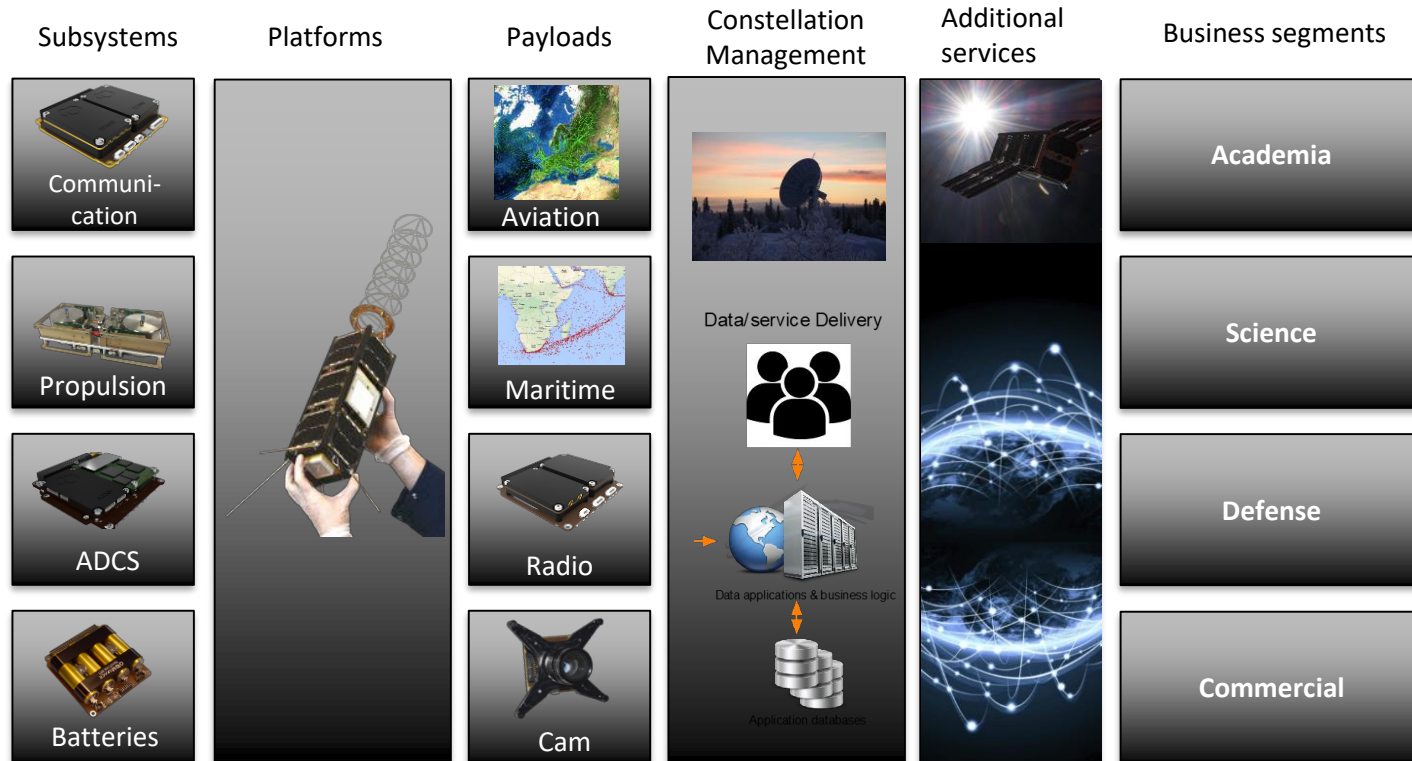 Subsystems
Platforms
Payloads
Constellation
Management
Additional
services
Business segments
Communi-
cation
Propulsion
ADCS
Batteries
Aviation
Maritime
Radio
Cam
Data/service Delivery
Data applications & business logic
Application databases
Academia
Science
Defense
Commercial